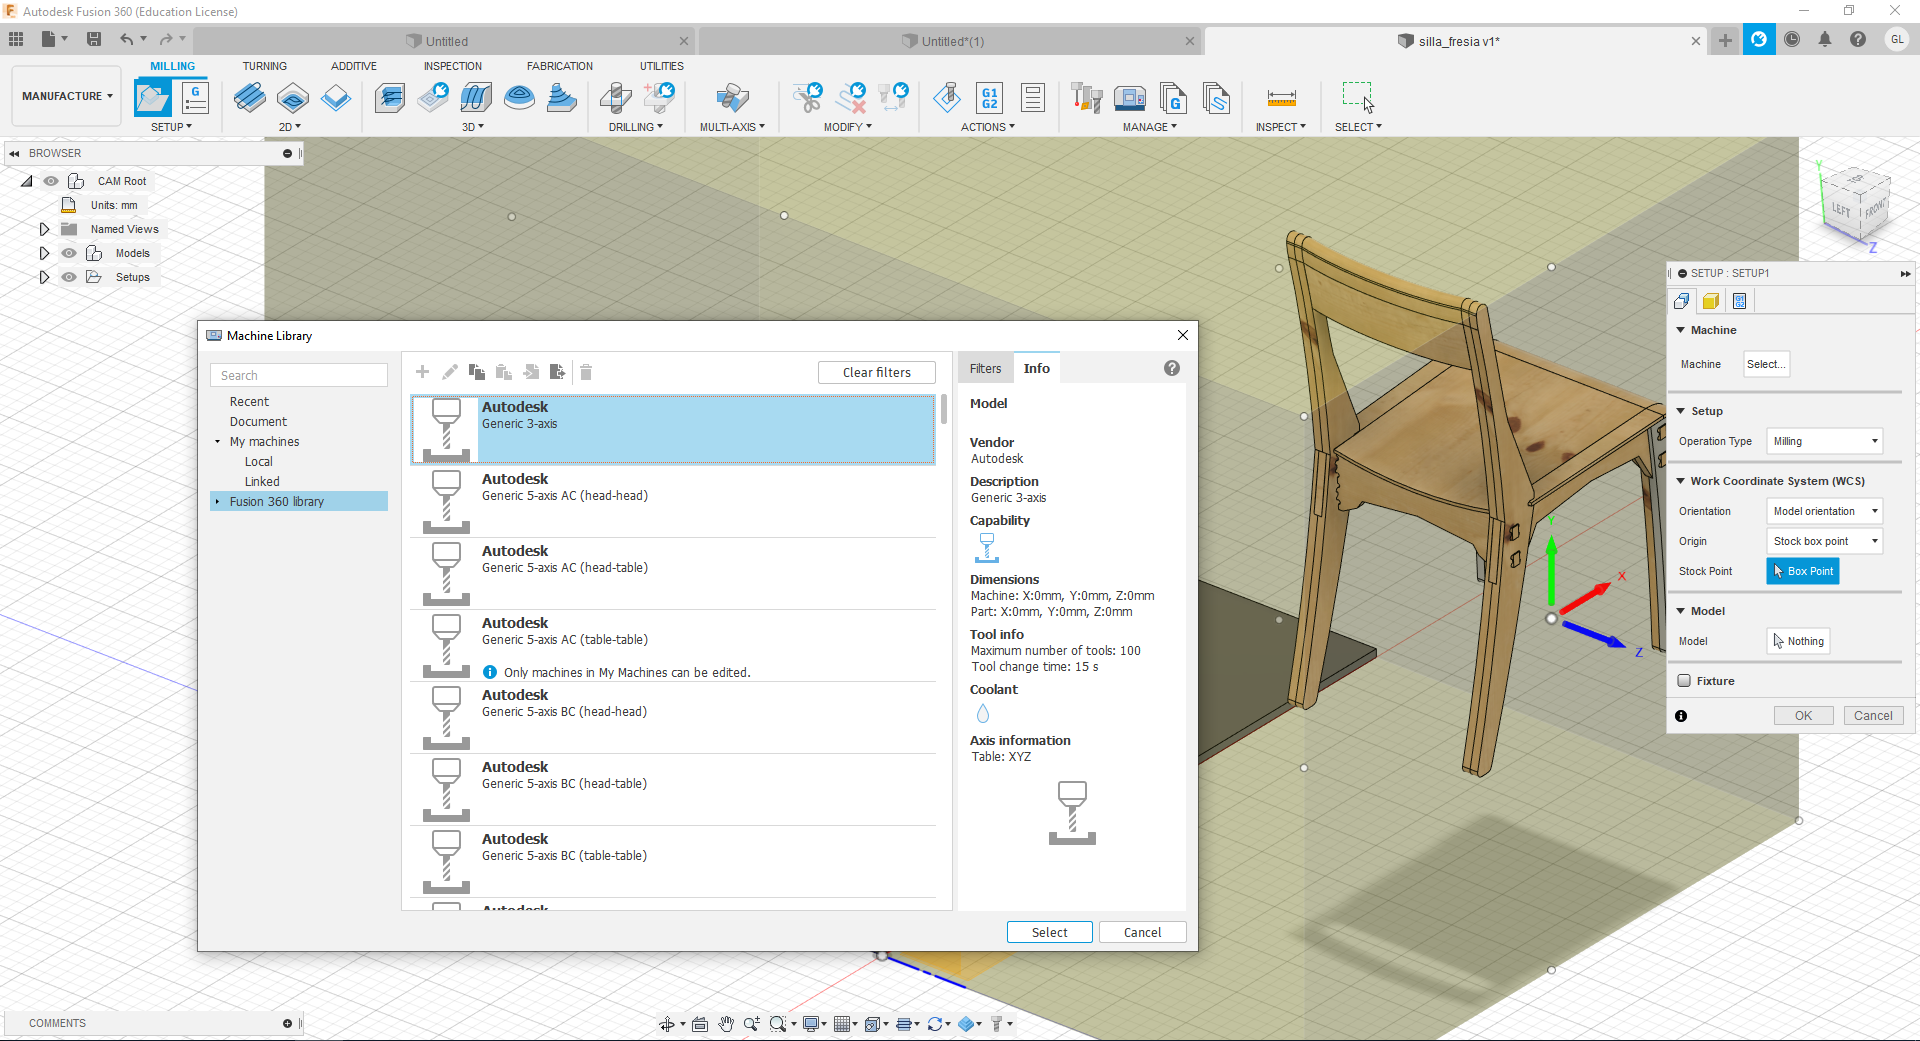 Autodesk Fusion 360 (Education License)
Untitled
Untitled*(1)
silla_fresia v1*
GL
MANUFACTURE
MILLING
TURNING
ADDITIVE
INSPECTION
FABRICATION
UTILITIES
G
G1
G2
G
SETUP
2D
3D
DRILLING
MULTI-AXIS
MODIFY
ACTIONS
MANAGE
INSPECT
SELECT
BROWSER
CAM Root
Units: mm
Named Views
Models
Setups
Y
LEFT
FRONT
Z
Machine Library
Search
Recent
Document
My machines
Local
Linked
Fusion 360 library
Clear filters
Autodesk
Generic 3-axis
Autodesk
Generic 5-axis AC (head-head)
Autodesk
Generic 5-axis AC (head-table)
Autodesk
Generic 5-axis AC (table-table)
Only machines in My Machines can be edited.
Autodesk
Generic 5-axis BC (head-head)
Autodesk
Generic 5-axis BC (head-table)
Autodesk
Generic 5-axis BC (table-table)
Autodesk
Filters
Info
Model
Vendor
Autodesk
Description
Generic 3-axis
Capability
Dimensions
Machine: X:0mm, Y:0mm, Z:0mm
Part: X:0mm, Y:0mm, Z:0mm
Tool info
Maximum number of tools: 100
Tool change time: 15 s
Coolant
Axis information
Table: XYZ
Select
Cancel
Y
X
Z
SETUP : SETUP1
Machine
Machine
Select...
Setup
Operation Type
Milling
Work Coordinate System (WCS)
Orientation
Model orientation
Origin
Stock box point
Stock Point
Box Point
Model
Model
Nothing
Fixture
OK
Cancel
COMMENTS